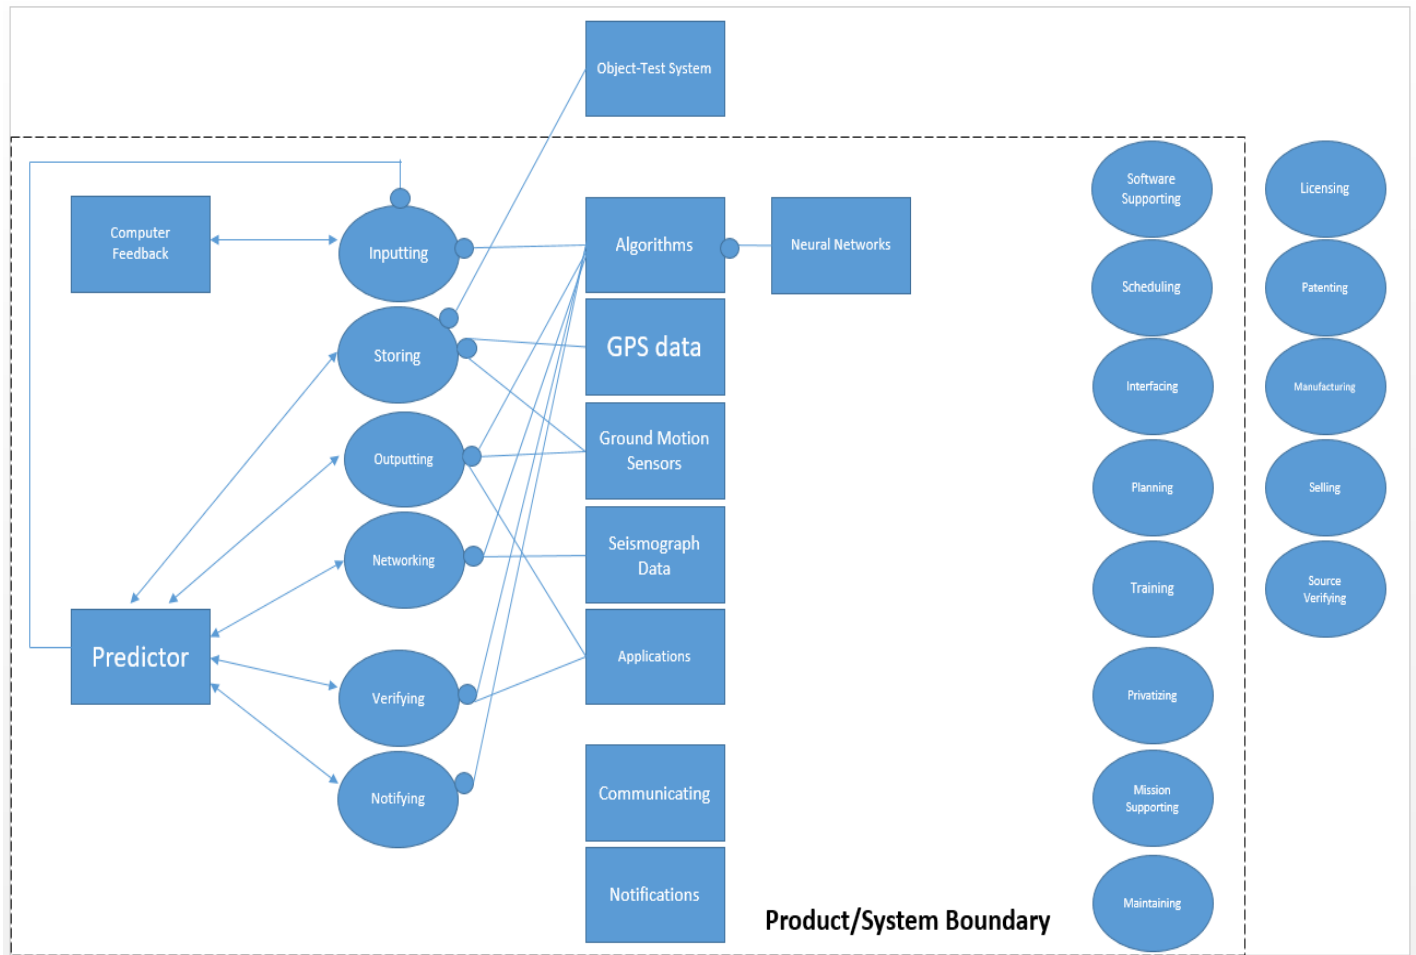 Object-Test System
Computer
Feedback
Inputting
Algorithms
Neural Networks
Software
Supporting
Licensing
Storing
GPS data
Scheduling
Patenting
Outputting
Ground Motion
Sensors
Interfacing
Manufacturing
Networking
Seismograph
Data
Planning
Selling
Predictor
Applications
Training
Source
Verifying
Verifying
Privatizing
Notifying
Communicating
Mission
Supporting
Notifications
Maintaining
Product/System Boundary